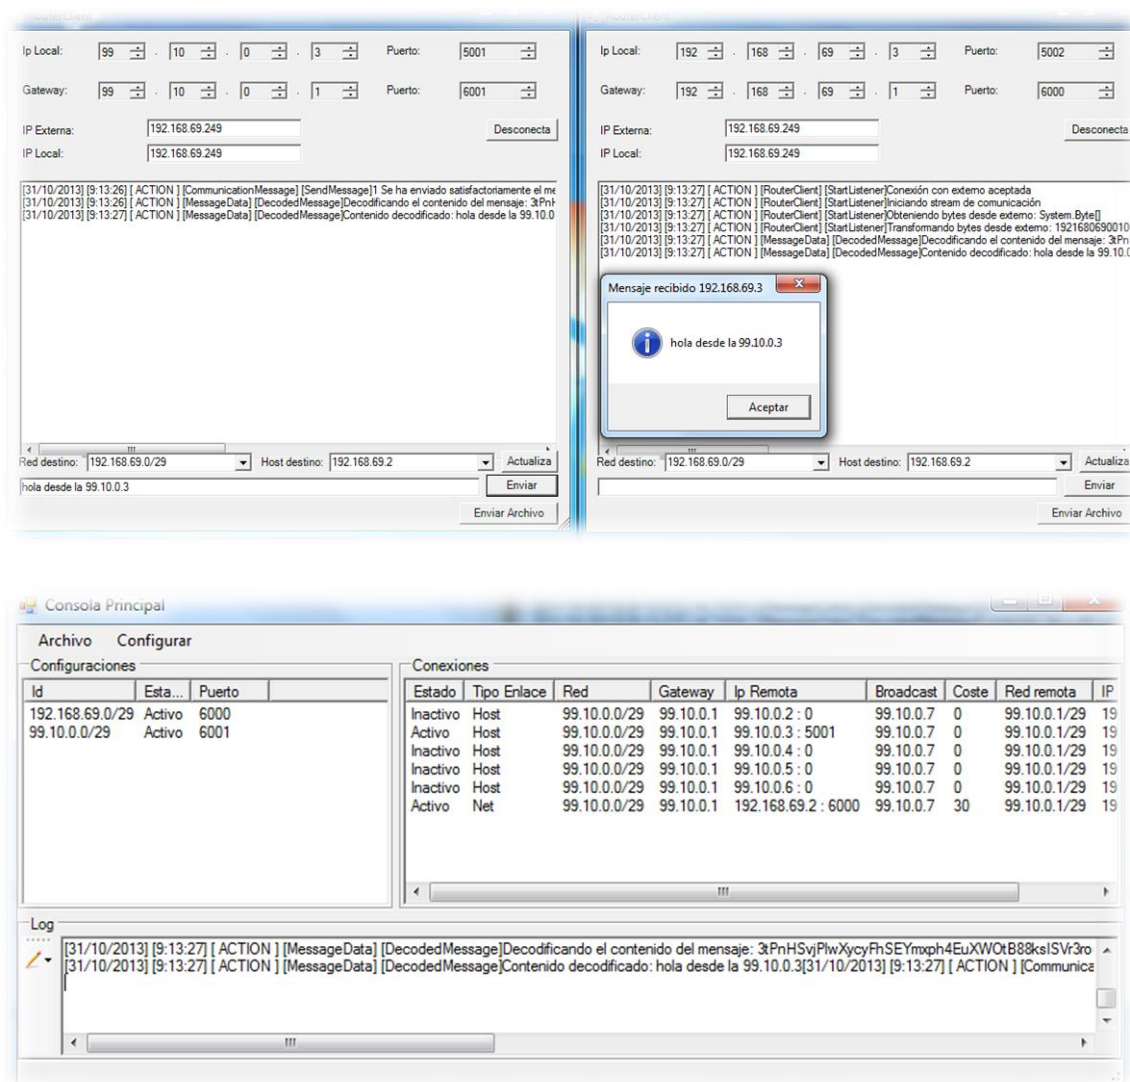 RouterClient
Ip Local: 99 . 10 . 0 . 3 Puerto: 5001
Gateway: 99 . 10 . 0 . 1 Puerto: 6001
IP Externa: 192.168.69.249 Desconecta
IP Local: 192.168.69.249
[31/10/2013] [9:13:26] [ ACTION ] [CommunicationMessage] [SendMessage]1 Se ha enviado satisfactoriamente el me
[31/10/2013] [9:13:26] [ ACTION ] [MessageData] [DecodedMessage]Decodificando el contenido del mensaje: 3tPnH
[31/10/2013] [9:13:27] [ ACTION ] [MessageData] [DecodedMessage]Contenido decodificado: hola desde la 99.10.0
Red destino: 192.168.69.0/29 Host destino: 192.168.69.2 Actualiza
hola desde la 99.10.0.3 Enviar
Enviar Archivo
RouterClient
Ip Local: 192 . 168 . 69 . 3 Puerto: 5002
Gateway: 192 . 168 . 69 . 1 Puerto: 6000
IP Externa: 192.168.69.249 Desconecta
IP Local: 192.168.69.249
[31/10/2013] [9:13:27] [ ACTION ] [RouterClient] [StartListener]Conexión con externo aceptada
[31/10/2013] [9:13:27] [ ACTION ] [RouterClient] [StartListener]Iniciando stream de comunicación
[31/10/2013] [9:13:27] [ ACTION ] [RouterClient] [StartListener]Obteniendo bytes desde externo: System.Byte[]
[31/10/2013] [9:13:27] [ ACTION ] [RouterClient] [StartListener]Transformando bytes desde externo: 1921680690010
[31/10/2013] [9:13:27] [ ACTION ] [MessageData] [DecodedMessage]Decodificando el contenido del mensaje: 3tPn
[31/10/2013] [9:13:27] [ ACTION ] [MessageData] [DecodedMessage]Contenido decodificado: hola desde la 99.10.0
Mensaje recibido 192.168.69.3
hola desde la 99.10.0.3
Aceptar
Red destino: 192.168.69.0/29 Host destino: 192.168.69.2 Actualiza
Enviar
Enviar Archivo
Consola Principal
Archivo Configurar
Configuraciones
Id Esta... Puerto
192.168.69.0/29 Activo 6000
99.10.0.0/29 Activo 6001
Conexiones
Estado Tipo Enlace Red Gateway Ip Remota Broadcast Coste Red remota IP
Inactivo Host 99.10.0.0/29 99.10.0.1 99.10.0.2 : 0 99.10.0.7 0 99.10.0.1/29 19
Activo Host 99.10.0.0/29 99.10.0.1 99.10.0.3 : 5001 99.10.0.7 0 99.10.0.1/29 19
Inactivo Host 99.10.0.0/29 99.10.0.1 99.10.0.4 : 0 99.10.0.7 0 99.10.0.1/29 19
Inactivo Host 99.10.0.0/29 99.10.0.1 99.10.0.5 : 0 99.10.0.7 0 99.10.0.1/29 19
Inactivo Host 99.10.0.0/29 99.10.0.1 99.10.0.6 : 0 99.10.0.7 0 99.10.0.1/29 19
Activo Net 99.10.0.0/29 99.10.0.1 192.168.69.2 : 6000 99.10.0.7 30 99.10.0.1/29 19
Log
[31/10/2013] [9:13:27] [ ACTION ] [MessageData] [DecodedMessage]Decodificando el contenido del mensaje: 3tPnHSvjPlwXycyFhSEYmxph4EuXWOtB88ksISVr3ro
[31/10/2013] [9:13:27] [ ACTION ] [MessageData] [DecodedMessage]Contenido decodificado: hola desde la 99.10.0.3[31/10/2013] [9:13:27] [ ACTION ] [Communica